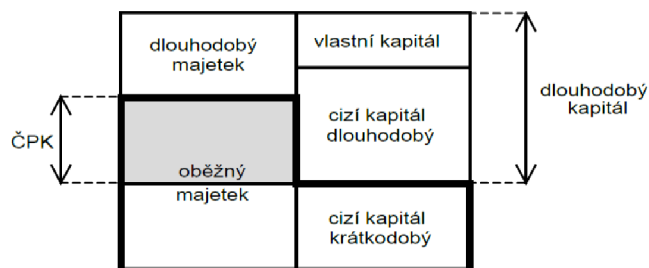 dlouhodobý
majetek
vlastní kapitál
cizí kapitál
dlouhodobý
dlouhodobý
kapitál
ČPK
oběžný
majetek
cizí kapitál
krátkodobý